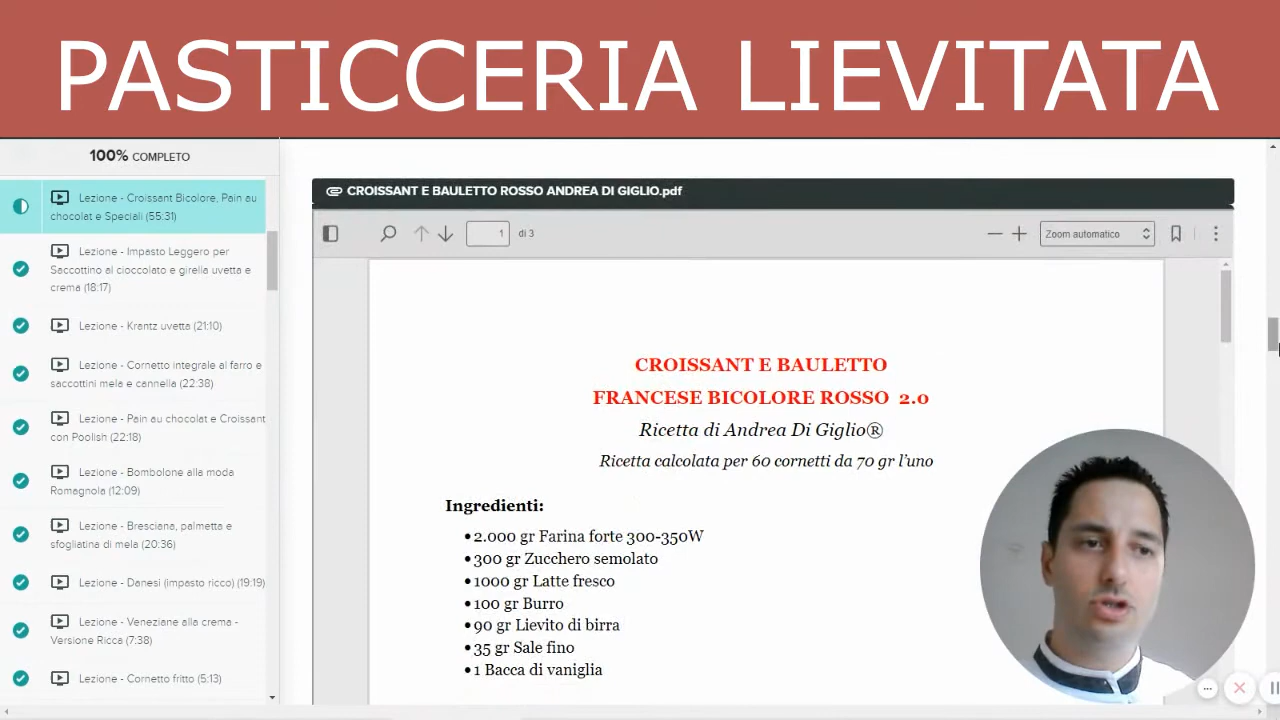 PASTICCERIA LIEVITATA
100% COMPLETO
Lezione - Croissant Bicolore, Pain au
chocolat e Speciali (55:31)
Lezione - Impasto Leggero per
Saccottino al cioccolato e girella uvetta e
crema (18:17)
Lezione - Krantz uvetta (21:10)
Lezione - Cornetto integrale al farro e
saccottini mela e cannella (22:38)
Lezione - Pain au chocolat e Croissant
con Poolish (22:18)
Lezione - Bombolone alla moda
Romagnola (12:09)
Lezione - Bresciana, palmetta e
sfogliatina di mela (20:36)
Lezione - Danesi (impasto ricco) (19:19)
Lezione - Veneziane alla crema -
Versione Ricca (7:38)
Lezione - Cornetto fritto (5:13)
CROISSANT E BAULETTO ROSSO ANDREA DI GIGLIO.pdf
1 di 3
Zoom automatico
CROISSANT E BAULETTO
FRANCESE BICOLORE ROSSO 2.0
Ricetta di Andrea Di Giglio®
Ricetta calcolata per 60 cornetti da 70 gr l'uno
Ingredienti:
•2.000 gr Farina forte 300-350W
•300 gr Zucchero semolato
•1000 gr Latte fresco
•100 gr Burro
•90 gr Lievito di birra
•35 gr Sale fino
•1 Bacca di vaniglia